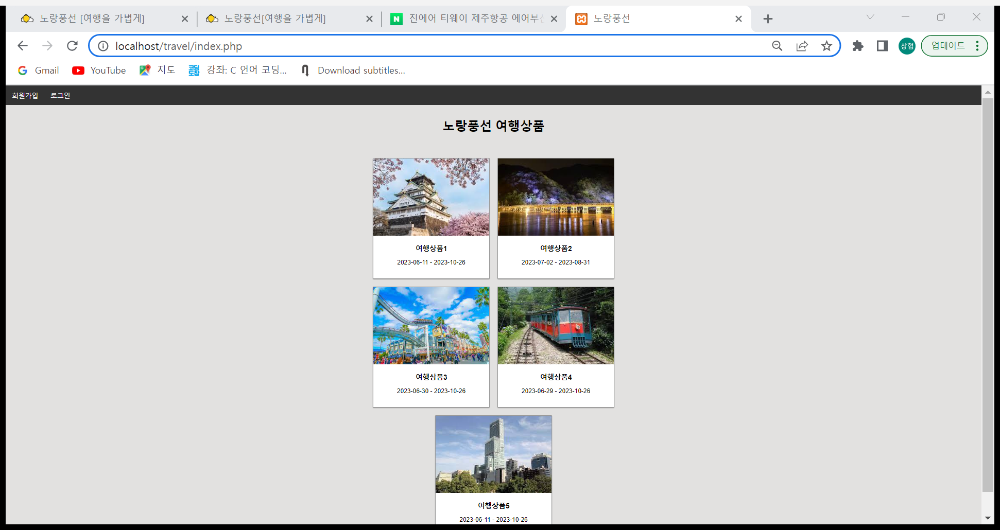 노랑풍선 [여행을 가볍게]
노랑풍선[여행을 가볍게]
진에어 티웨이 제주항공 에어부산
노랑풍선
localhost/travel/index.php
상협
업데이트
Gmail
YouTube
지도
코딩도장
강좌: C 언어 코딩...
Download subtitles...
회원가입
로그인
노랑풍선 여행상품
여행상품1
2023-06-11 - 2023-10-26
여행상품2
2023-07-02 - 2023-08-31
여행상품3
2023-06-30 - 2023-10-26
여행상품4
2023-06-29 - 2023-10-26
여행상품5
2023-06-11 - 2023-10-26